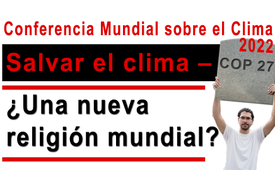 Conferencia Mundial sobre el Clima
2022
Salvar el clima –
COP 27
¿Una nueva
religión mundial?